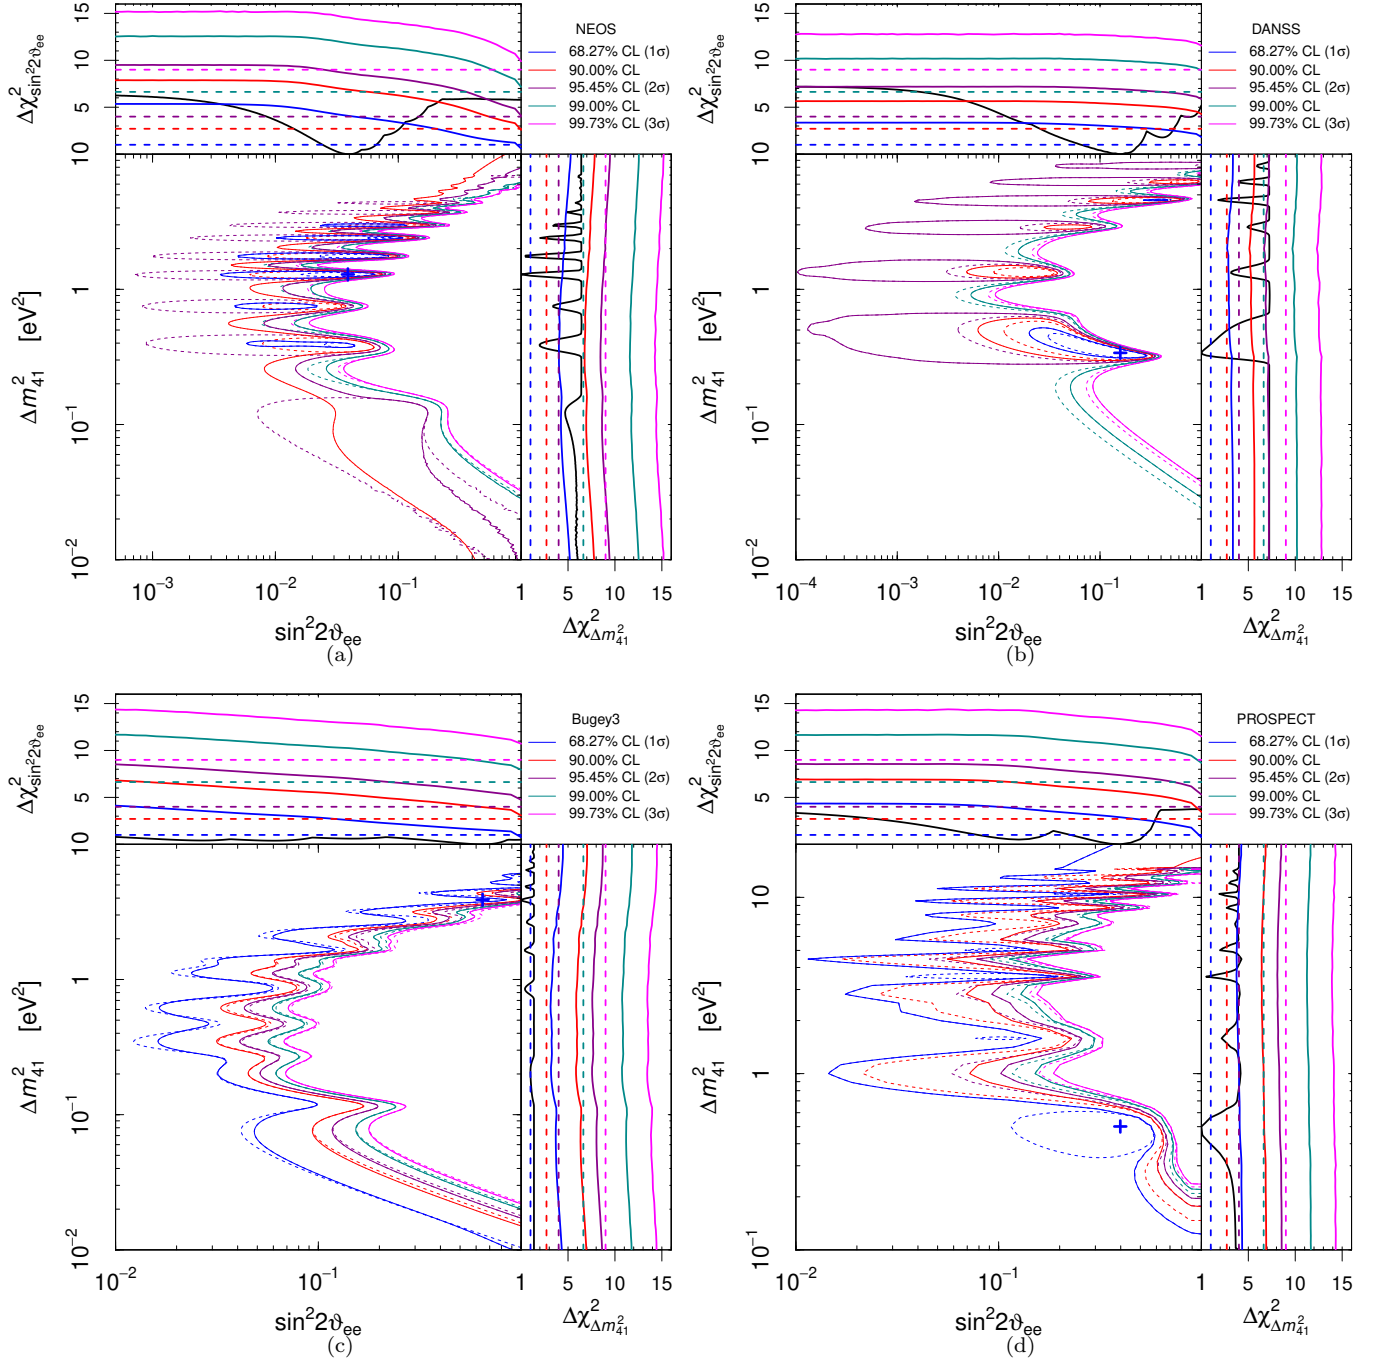 NEOS
68.27% CL (1σ)
90.00% CL
95.45% CL (2σ)
99.00% CL
99.73% CL (3σ)
Δχ²sin²2ϑee
15
10
5
10
1
10⁻¹
10⁻²
Δm²₄₁ [eV²]
10⁻³ 10⁻² 10⁻¹ 1 5 10 15
sin²2ϑee Δχ²Δm²₄₁
(a)
DANSS
68.27% CL (1σ)
90.00% CL
95.45% CL (2σ)
99.00% CL
99.73% CL (3σ)
Δχ²sin²2ϑee
15
10
5
10
1
10⁻¹
10⁻²
Δm²₄₁ [eV²]
10⁻⁴ 10⁻³ 10⁻² 10⁻¹ 1 5 10 15
sin²2ϑee Δχ²Δm²₄₁
(b)
Bugey3
68.27% CL (1σ)
90.00% CL
95.45% CL (2σ)
99.00% CL
99.73% CL (3σ)
Δχ²sin²2ϑee
15
10
5
10
1
10⁻¹
10⁻²
Δm²₄₁ [eV²]
10⁻² 10⁻¹ 1 5 10 15
sin²2ϑee Δχ²Δm²₄₁
(c)
PROSPECT
68.27% CL (1σ)
90.00% CL
95.45% CL (2σ)
99.00% CL
99.73% CL (3σ)
Δχ²sin²2ϑee
15
10
5
10
1
10⁻¹
Δm²₄₁ [eV²]
10⁻² 10⁻¹ 1 5 10 15
sin²2ϑee Δχ²Δm²₄₁
(d)